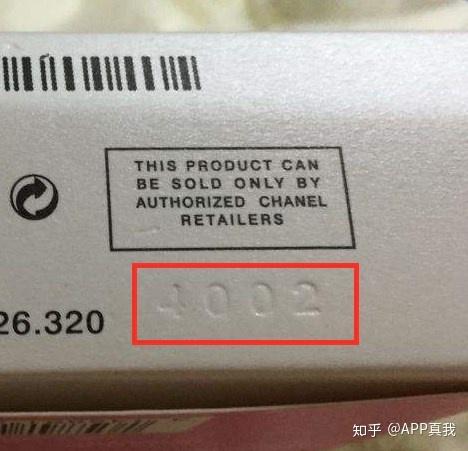 THIS PRODUCT CAN
BE SOLD ONLY BY
AUTHORIZED CHANEL
RETAILERS
26.320
4002
知乎 @APP真我